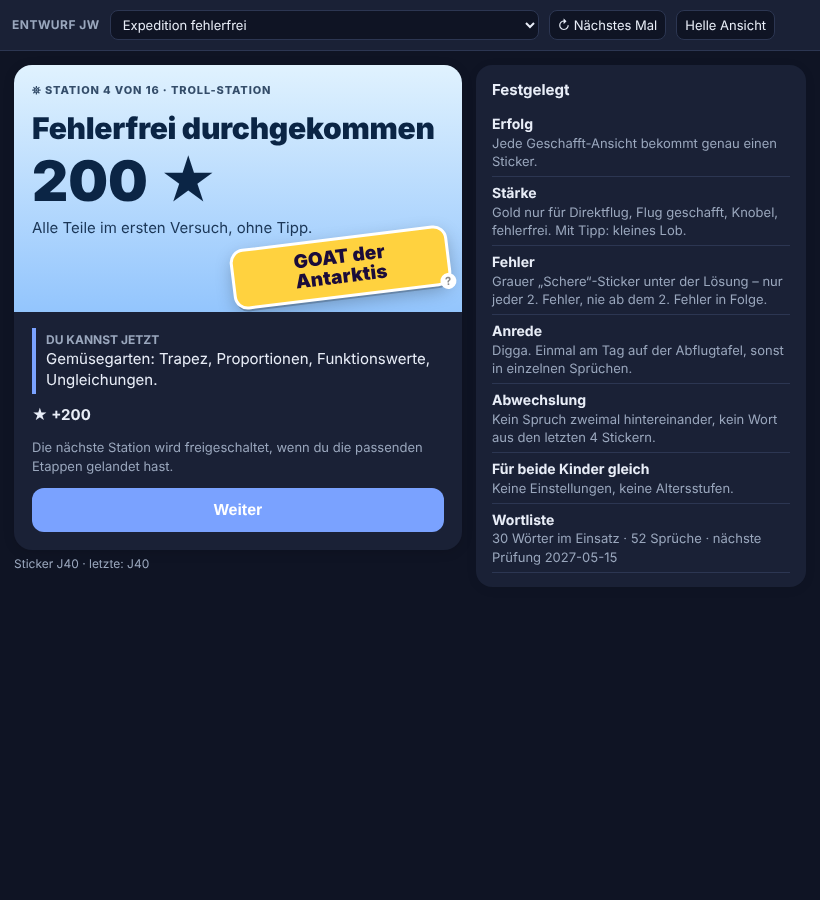 ENTWURF JW
Expedition fehlerfrei
↻ Nächstes Mal
Helle Ansicht
❊ STATION 4 VON 16 · TROLL-STATION
Fehlerfrei durchgekommen
200 ★
Alle Teile im ersten Versuch, ohne Tipp.
GOAT der
Antarktis
?
DU KANNST JETZT
Gemüsegarten: Trapez, Proportionen, Funktionswerte,
Ungleichungen.
★ +200
Die nächste Station wird freigeschaltet, wenn du die passenden
Etappen gelandet hast.
Weiter
Sticker J40 · letzte: J40
Festgelegt
Erfolg
Jede Geschafft-Ansicht bekommt genau einen
Sticker.
Stärke
Gold nur für Direktflug, Flug geschafft, Knobel,
fehlerfrei. Mit Tipp: kleines Lob.
Fehler
Grauer „Schere“-Sticker unter der Lösung – nur
jeder 2. Fehler, nie ab dem 2. Fehler in Folge.
Anrede
Digga. Einmal am Tag auf der Abflugtafel, sonst
in einzelnen Sprüchen.
Abwechslung
Kein Spruch zweimal hintereinander, kein Wort
aus den letzten 4 Stickern.
Für beide Kinder gleich
Keine Einstellungen, keine Altersstufen.
Wortliste
30 Wörter im Einsatz · 52 Sprüche · nächste
Prüfung 2027-05-15